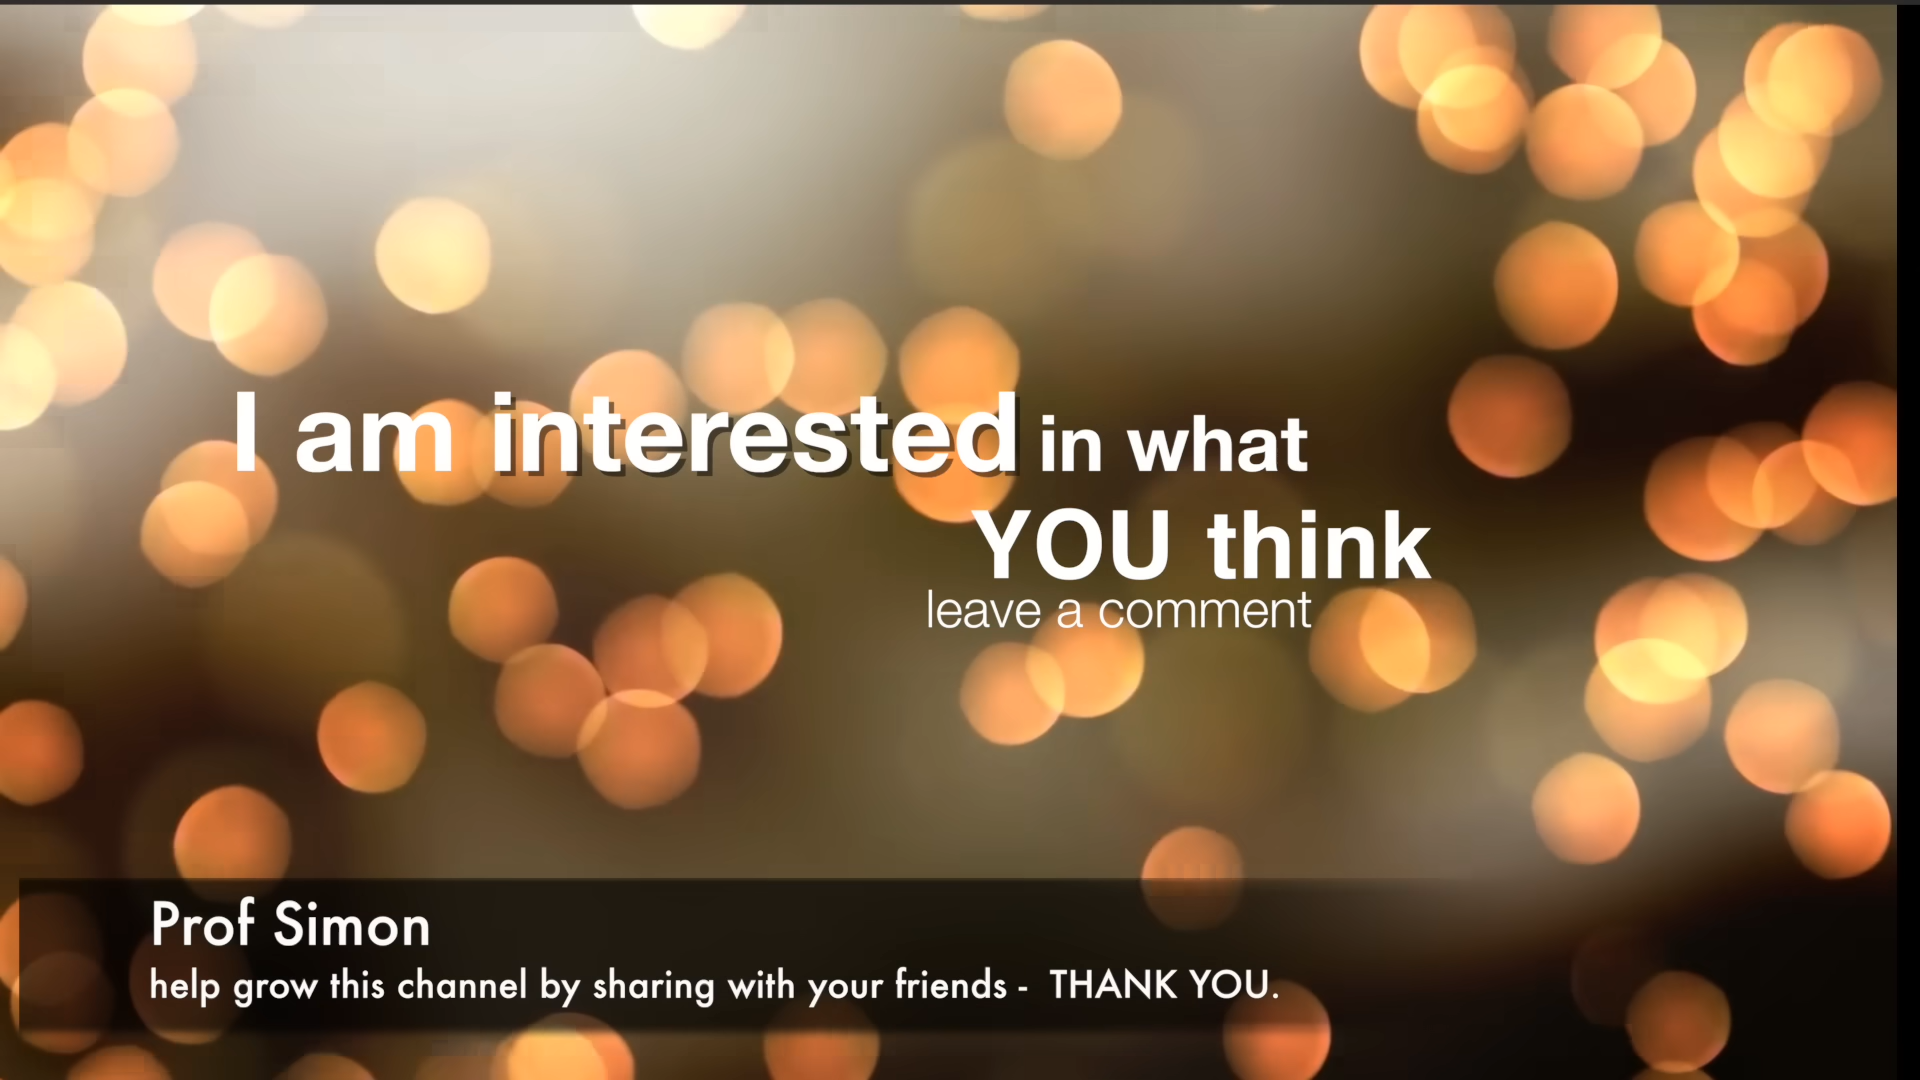 I am interested in what
YOU think
leave a comment
Prof Simon
help grow this channel by sharing with your friends - THANK YOU.